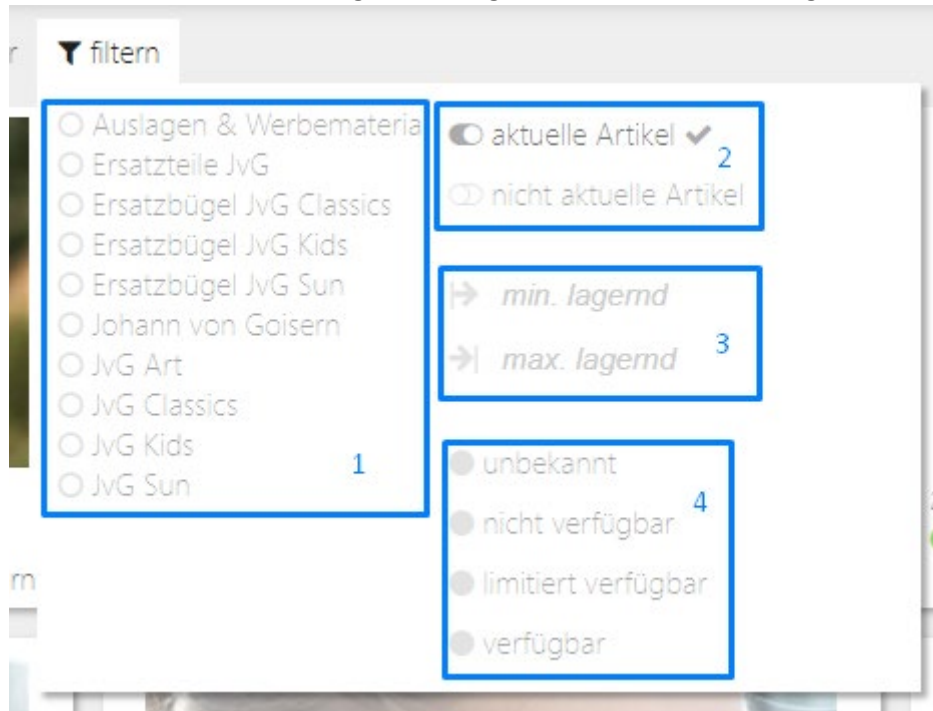 filtern
Auslagen & Werbemateria
Ersatzteile JvG
Ersatzbügel JvG Classics
Ersatzbügel JvG Kids
Ersatzbügel JvG Sun
Johann von Goisern
JvG Art
JvG Classics
JvG Kids
JvG Sun
1
aktuelle Artikel
2
nicht aktuelle Artikel
min. lagernd
3
max. lagernd
unbekannt
4
nicht verfügbar
limitiert verfügbar
verfügbar